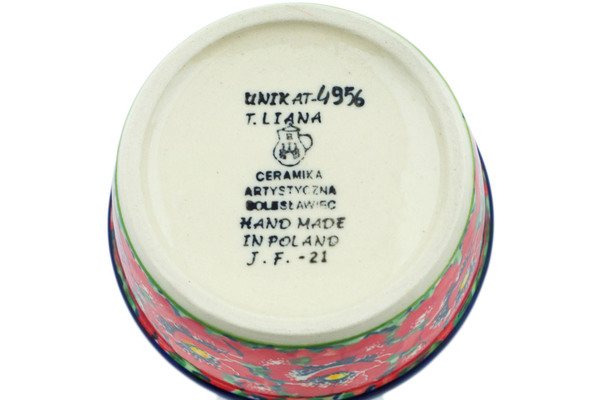 UNIKAT-4956
T. LIANA
CERAMIKA
ARTYSTYCZNA
BOLESŁAWIEC
HAND MADE
IN POLAND
J. F. - 21